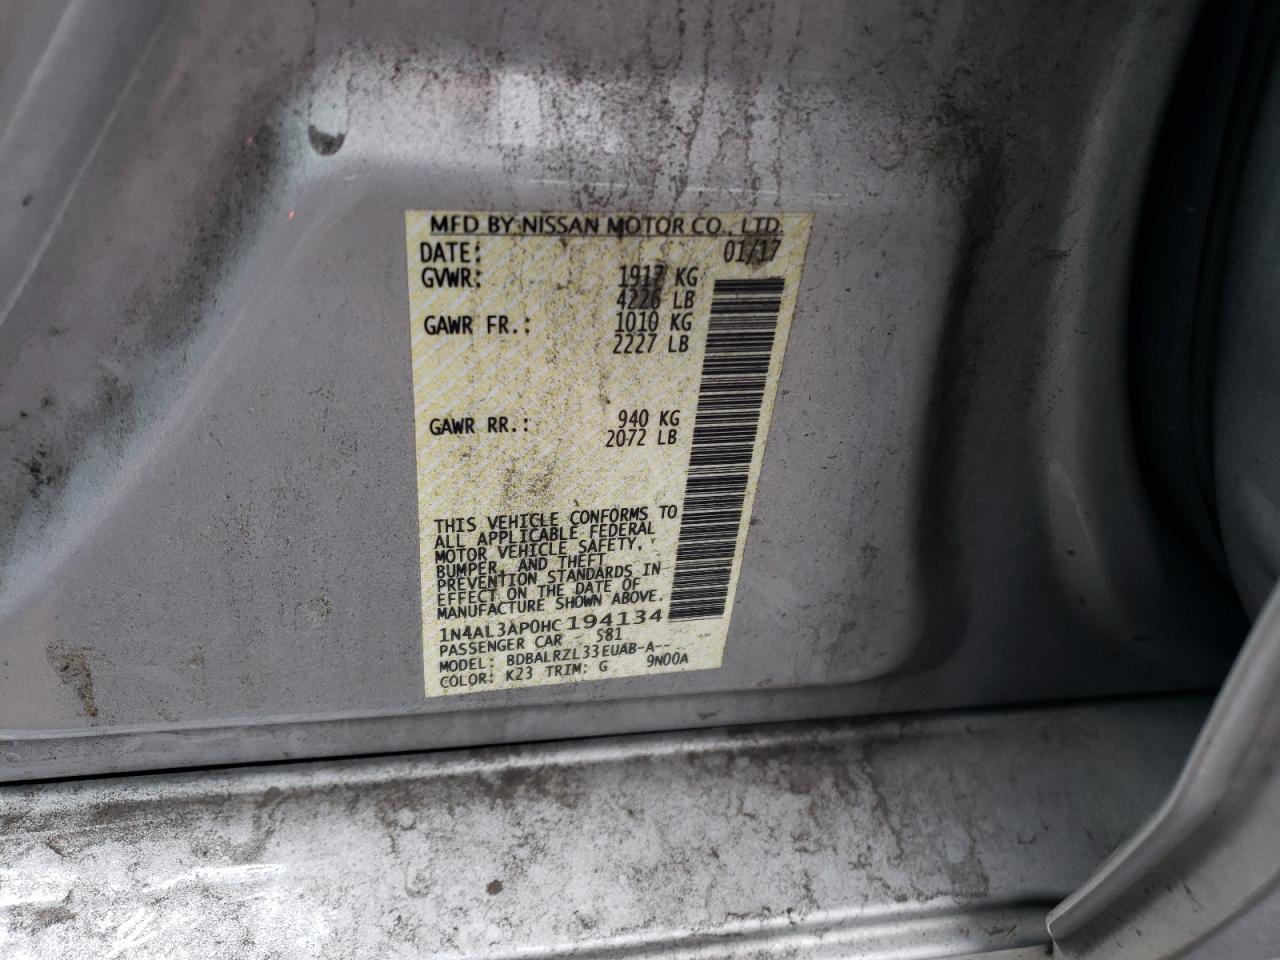 MFD BY NISSAN MOTOR CO., LTD.
DATE: 01/17
GVWR: 1917 KG
4226 LB
GAWR FR.: 1010 KG
2227 LB
GAWR RR.: 940 KG
2072 LB
THIS VEHICLE CONFORMS TO
ALL APPLICABLE FEDERAL
MOTOR VEHICLE SAFETY,
BUMPER, AND THEFT
PREVENTION STANDARDS IN
EFFECT ON THE DATE OF
MANUFACTURE SHOWN ABOVE.
1N4AL3AP0HC194134
PASSENGER CAR 581
MODEL: BDBALRZL33EUAB-A--
COLOR: K23 TRIM: G 9N00A